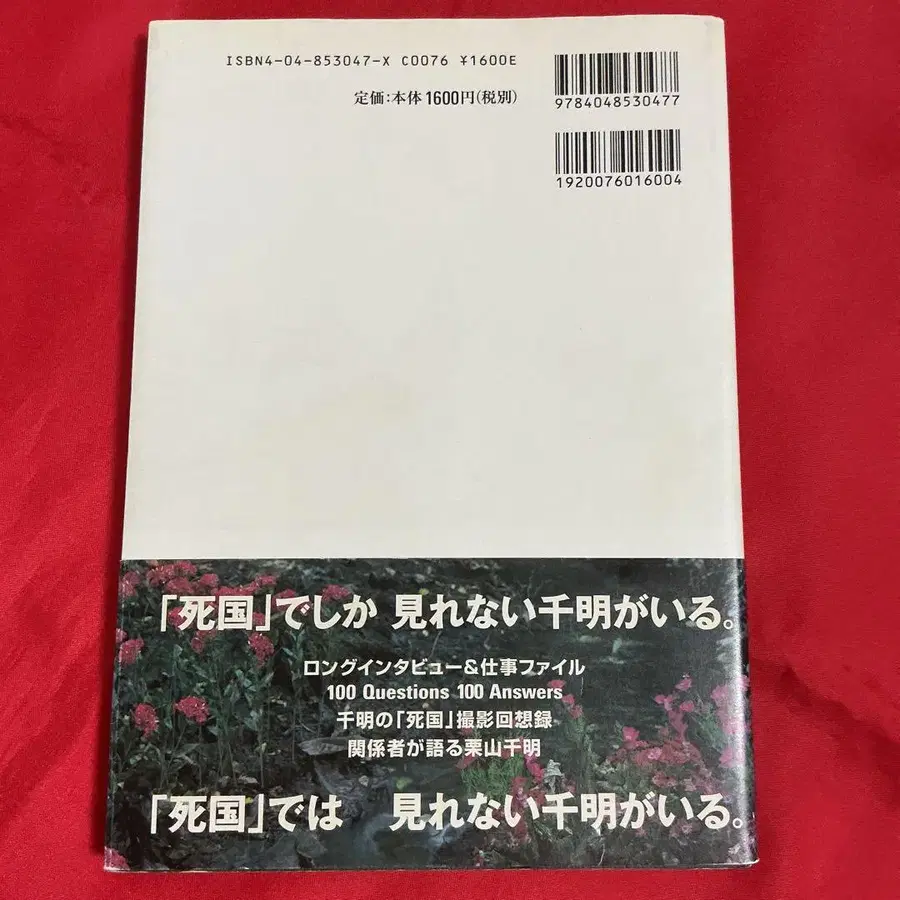 ISBN4-04-853047-X C0076 ¥1600E
定価:本体1600円(税別)
9784048530477
1920076016004
「死国」でしか 見れない千明がいる。
ロングインタビュー&仕事ファイル
100 Questions 100 Answers
千明の「死国」撮影回想録
関係者が語る栗山千明
「死国」では 見れない千明がいる。